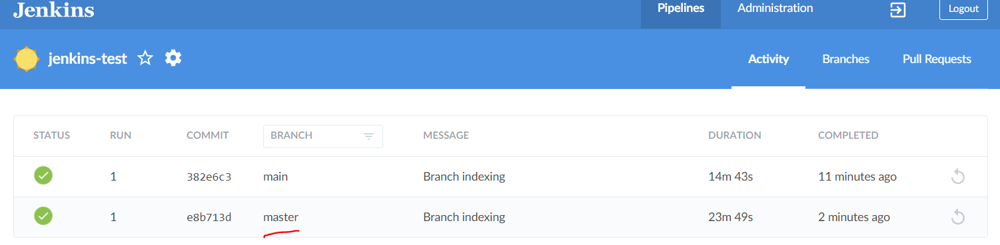 Jenkins
Pipelines Administration Logout
jenkins-test
Activity Branches Pull Requests
STATUS RUN COMMIT BRANCH MESSAGE DURATION COMPLETED
1 382e6c3 main Branch indexing 14m 43s 11 minutes ago
1 e8b713d master Branch indexing 23m 49s 2 minutes ago